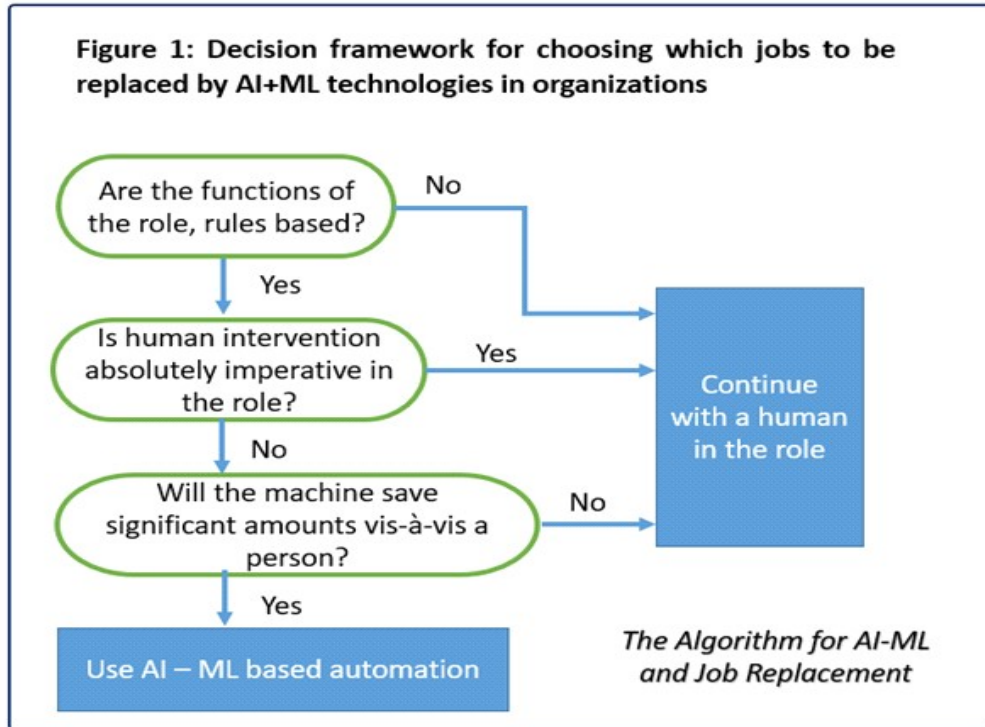 Figure 1: Decision framework for choosing which jobs to be
replaced by AI+ML technologies in organizations
Are the functions of
the role, rules based?
No
Yes
Is human intervention
absolutely imperative in
the role?
Yes
No
Continue
with a human
in the role
Will the machine save
significant amounts vis-à-vis a
person?
No
Yes
Use AI – ML based automation
The Algorithm for AI-ML
and Job Replacement